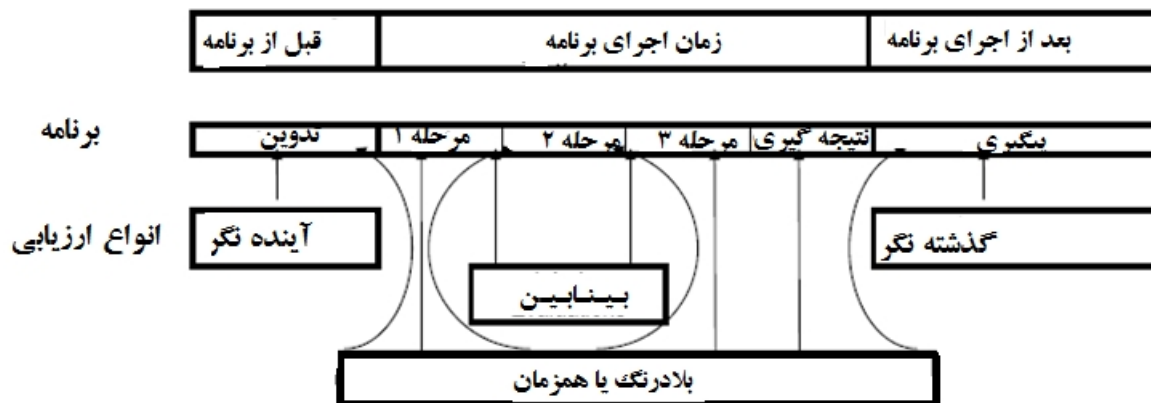 قبل از برنامه
زمان اجرای برنامه
بعد از اجرای برنامه
برنامه
تدوین
مرحله ۱
مرحله ۲
مرحله ۳
نتیجه گیری
پیگیری
انواع ارزیابی
آینده نگر
گذشته نگر
بینابین
بلادرنگ یا همزمان